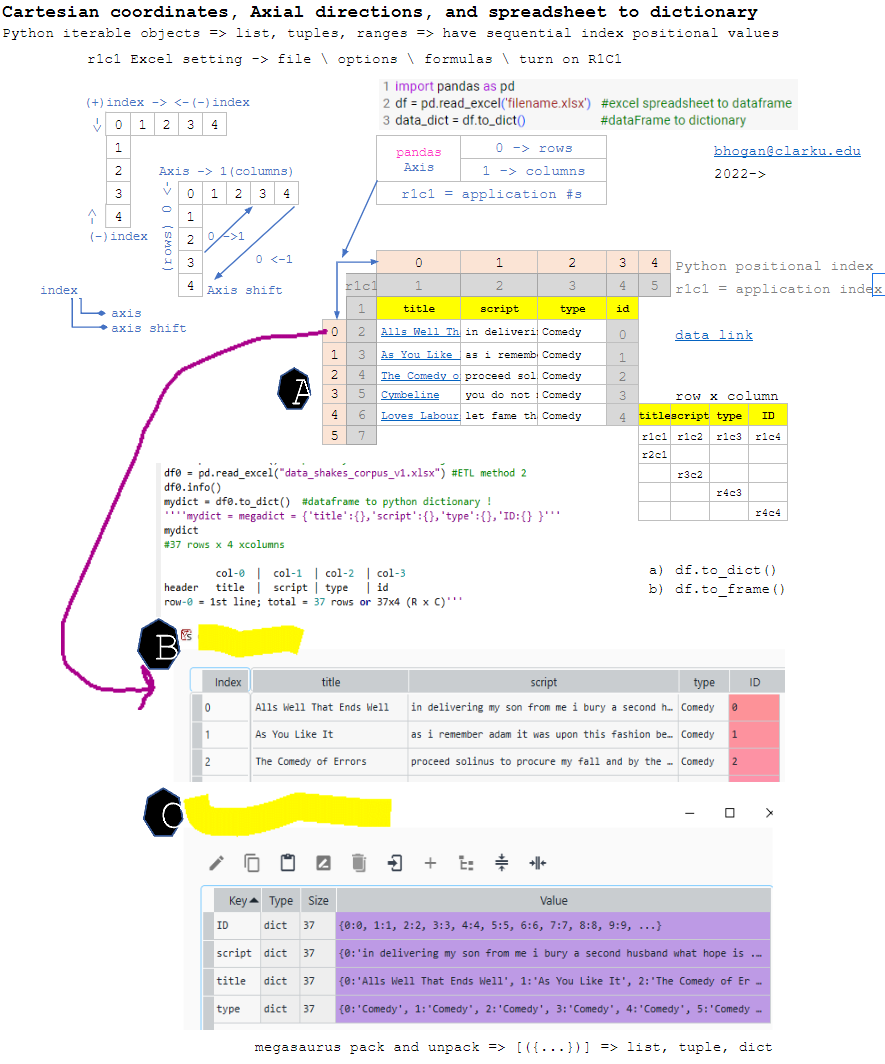 Cartesian coordinates, Axial directions, and spreadsheet to dictionary
Python iterable objects => list, tuples, ranges => have sequential index positional values
r1c1 Excel setting -> file \ options \ formulas \ turn on R1C1
(+)index -> <-(-)index
0 1 2 3 4
1
2
3
4
(-)index
Axis -> 1(columns)
0 1 2 3 4
1
2
3
4
(rows) 0 ->
0 ->1
0 <-1
Axis shift
index
axis
axis shift
1 import pandas as pd
2 df = pd.read_excel('filename.xlsx') #excel spreadsheet to dataframe
3 data_dict = df.to_dict() #dataFrame to dictionary
pandas Axis
0 -> rows
1 -> columns
r1c1 = application #s
bhogan@clarku.edu
2022->
0 1 2 3 4 Python positional index
r1c1 1 2 3 4 5 r1c1 = application index
1 title script type id
0 2 Alls Well Th in deliveri Comedy 0
1 3 As You Like as i rememb Comedy 1
2 4 The Comedy o proceed sol Comedy 2
3 5 Cymbeline you do not Comedy 3
4 6 Loves Labour let fame th Comedy 4
5 7
A
data link
row x column
title script type ID
r1c1 r1c2 r1c3 r1c4
r2c1
r3c2
r4c3
r4c4
df0 = pd.read_excel("data_shakes_corpus_v1.xlsx") #ETL method 2
df0.info()
mydict = df0.to_dict() #dataframe to python dictionary !
''''mydict = megadict = {'title':{},'script':{},'type':{},'ID:{} }'''
mydict
#37 rows x 4 xcolumns
col-0 | col-1 | col-2 | col-3
header title | script | type | id
row-0 = 1st line; total = 37 rows or 37x4 (R x C)'''
a) df.to_dict()
b) df.to_frame()
B
Index title script type ID
0 Alls Well That Ends Well in delivering my son from me i bury a second h… Comedy 0
1 As You Like It as i remember adam it was upon this fashion be… Comedy 1
2 The Comedy of Errors proceed solinus to procure my fall and by the … Comedy 2
C
Key Type Size Value
ID dict 37 {0:0, 1:1, 2:2, 3:3, 4:4, 5:5, 6:6, 7:7, 8:8, 9:9, ...}
script dict 37 {0:'in delivering my son from me i bury a second husband what hope is ...
title dict 37 {0:'Alls Well That Ends Well', 1:'As You Like It', 2:'The Comedy of Er …
type dict 37 {0:'Comedy', 1:'Comedy', 2:'Comedy', 3:'Comedy', 4:'Comedy', 5:'Comedy …
megasaurus pack and unpack => [({...})] => list, tuple, dict